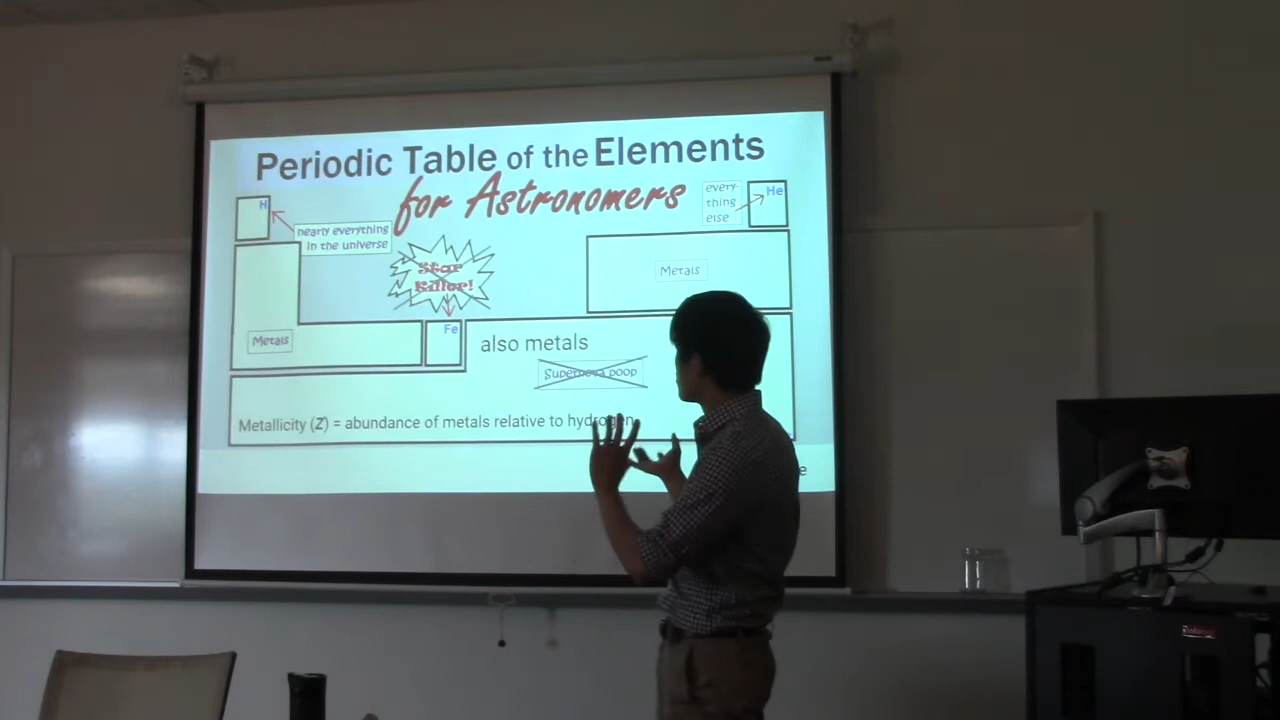 Periodic Table of the Elements
for Astronomers
H
nearly everything
in the universe
every-
thing
else
He
Star
Killer!
Metals
Metals
Fe
also metals
Supernova poop
Metallicity (Z) = abundance of metals relative to hydrogen
e